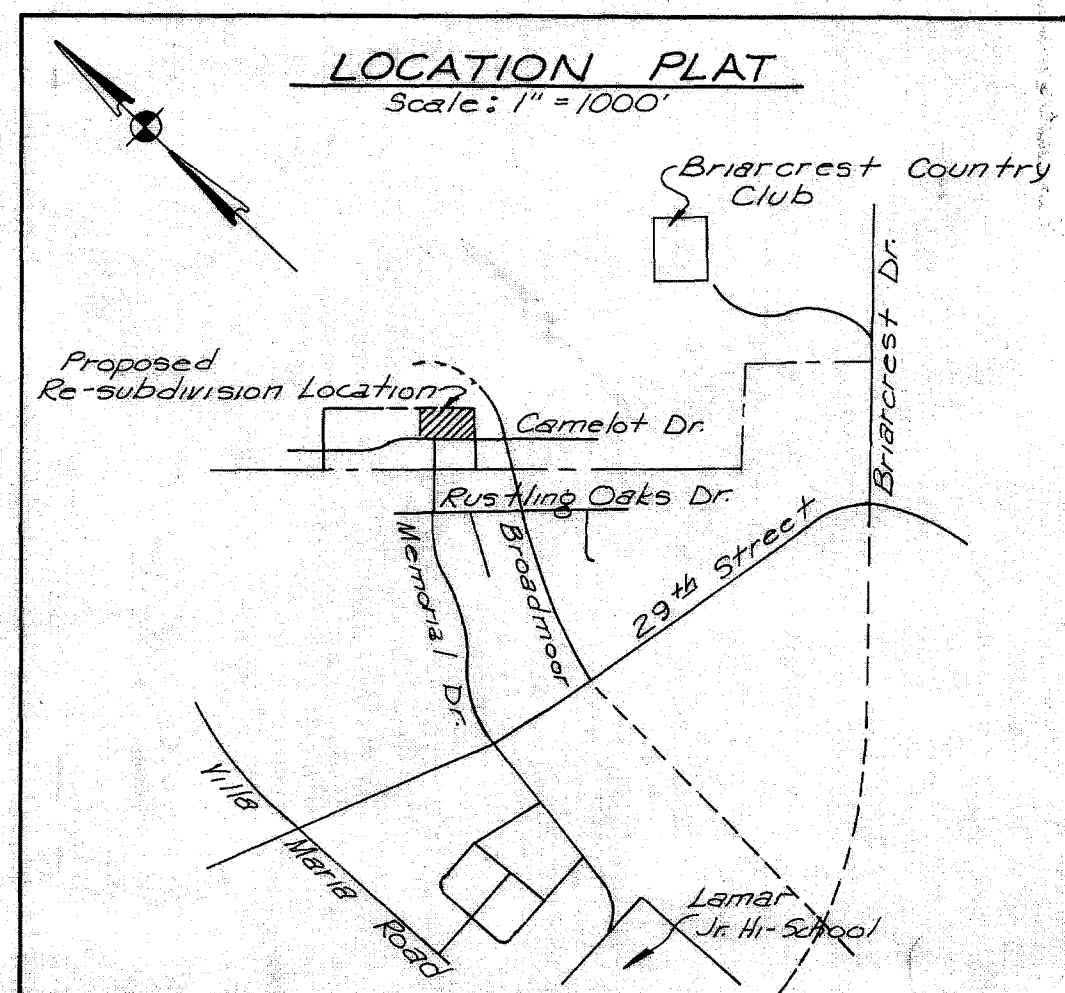 LOCATION PLAT
Scale: 1" = 1000'
Briarcrest Country
Club
Briarcrest Dr.
Proposed
Re-subdivision Location
Camelot Dr.
Rustling Oaks Dr.
Memorial Dr.
Broadmoor
29th Street
Villa Maria Road
Lamar
Jr. Hi-School